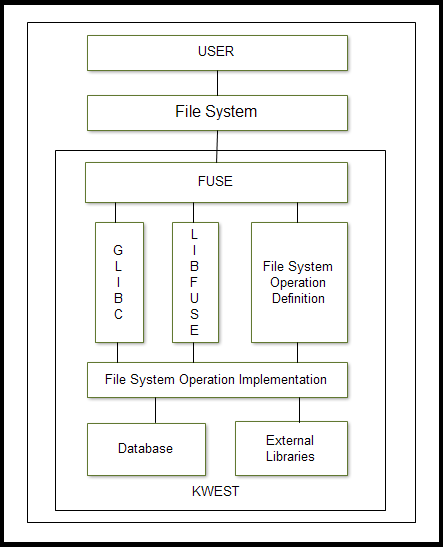 USER
File System
FUSE
G
L
I
B
C
L
I
B
F
U
S
E
File System
Operation
Definition
File System Operation Implementation
Database
External
Libraries
KWEST